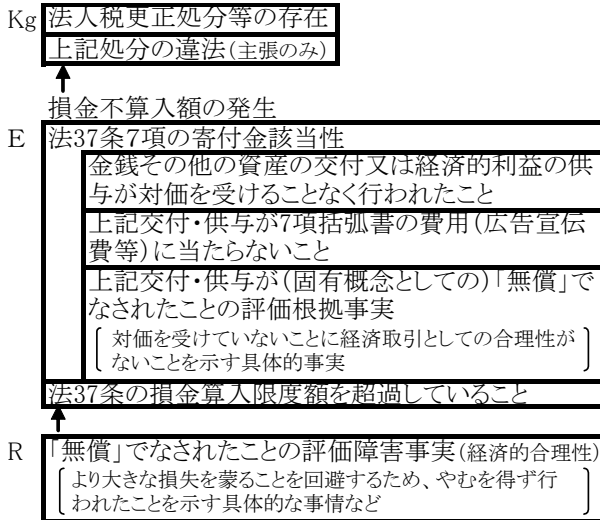 Kg 法人税更正処分等の存在
上記処分の違法(主張のみ)
損金不算入額の発生
E 法37条7項の寄付金該当性
金銭その他の資産の交付又は経済的利益の供
与が対価を受けることなく行われたこと
上記交付・供与が7項括弧書の費用(広告宣伝
費等)に当たらないこと
上記交付・供与が(固有概念としての)「無償」で
なされたことの評価根拠事実
対価を受けていないことに経済取引としての合理性が
ないことを示す具体的事実
法37条の損金算入限度額を超過していること
R 「無償」でなされたことの評価障害事実(経済的合理性)
より大きな損失を蒙ることを回避するため、やむを得ず行
われたことを示す具体的な事情など